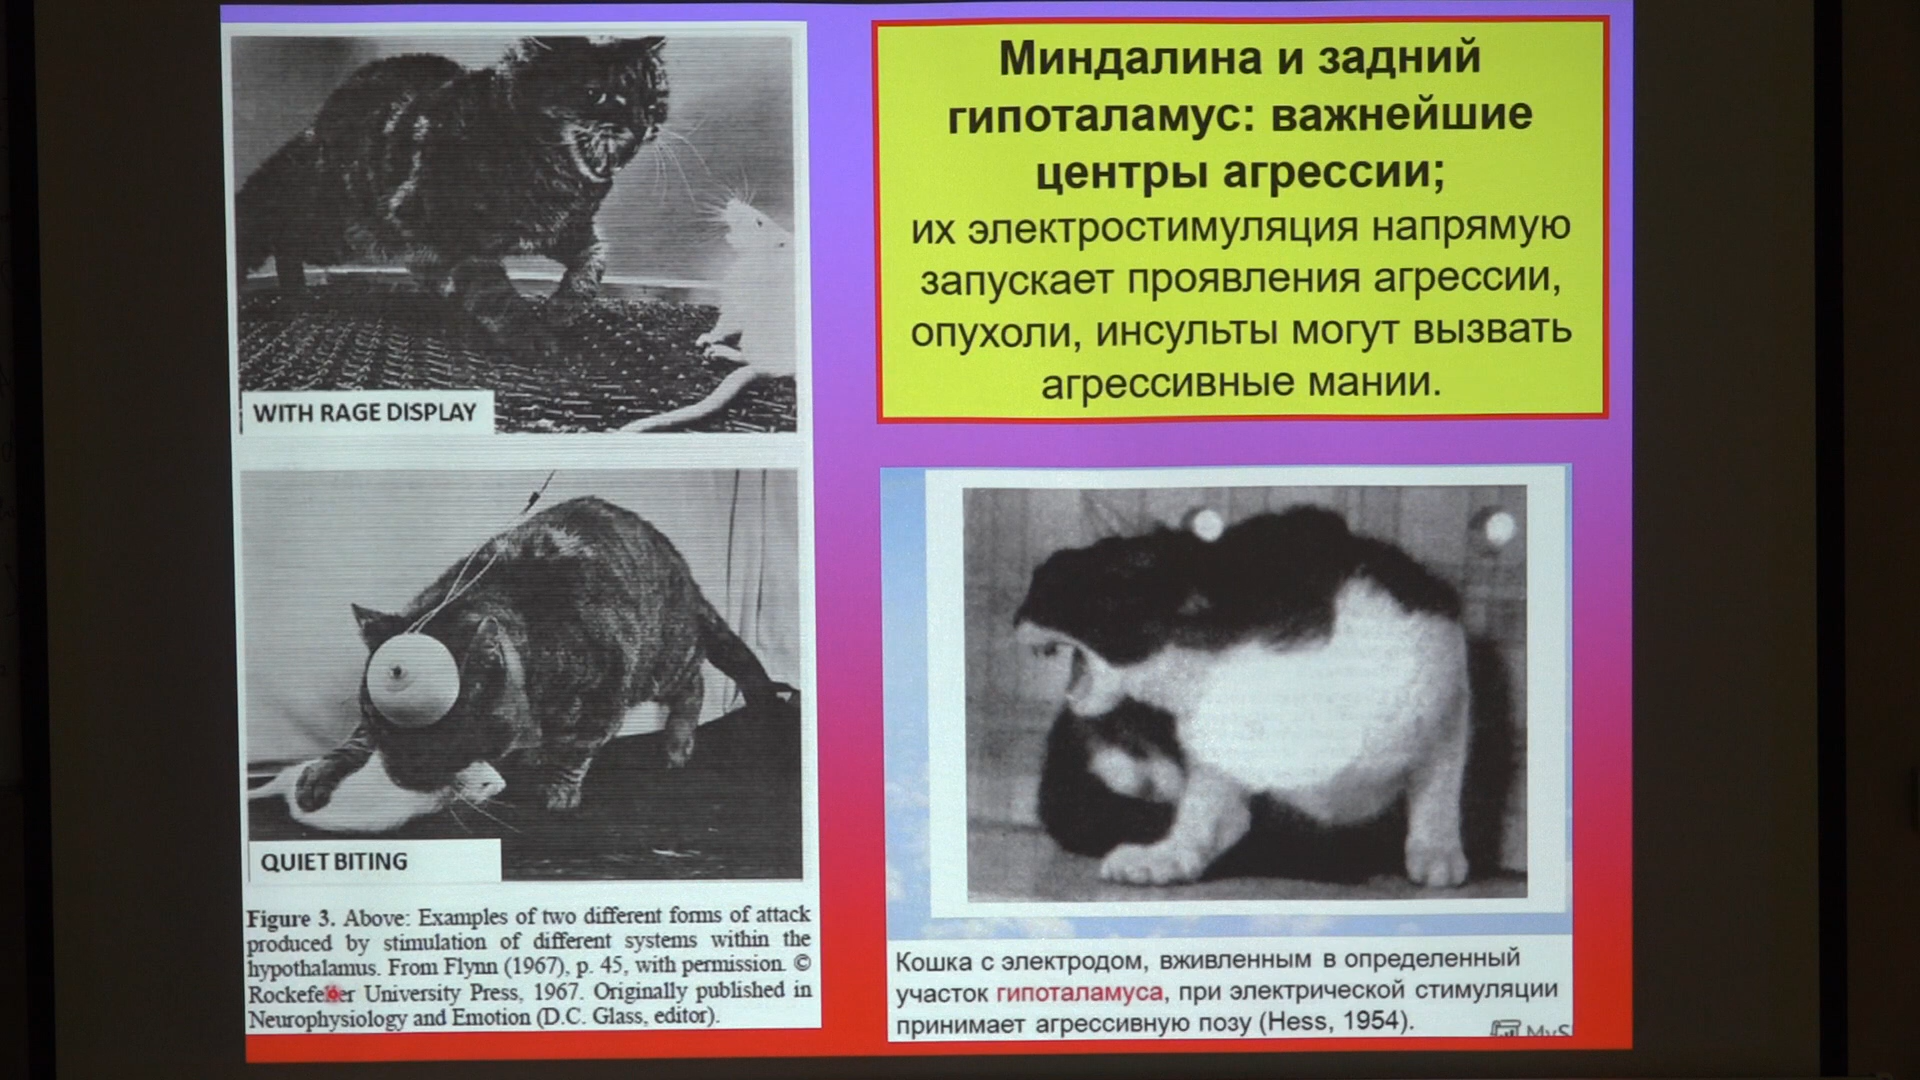 WITH RAGE DISPLAY
QUIET BITING
Figure 3. Above: Examples of two different forms of attack
produced by stimulation of different systems within the
hypothalamus. From Flynn (1967), p. 45, with permission. ©
Rockefeller University Press, 1967. Originally published in
Neurophysiology and Emotion (D.C. Glass, editor).
Миндалина и задний
гипоталамус: важнейшие
центры агрессии;
их электростимуляция напрямую
запускает проявления агрессии,
опухоли, инсульты могут вызвать
агрессивные мании.
Кошка с электродом, вживленным в определенный
участок гипоталамуса, при электрической стимуляции
принимает агрессивную позу (Hess, 1954).
MyS